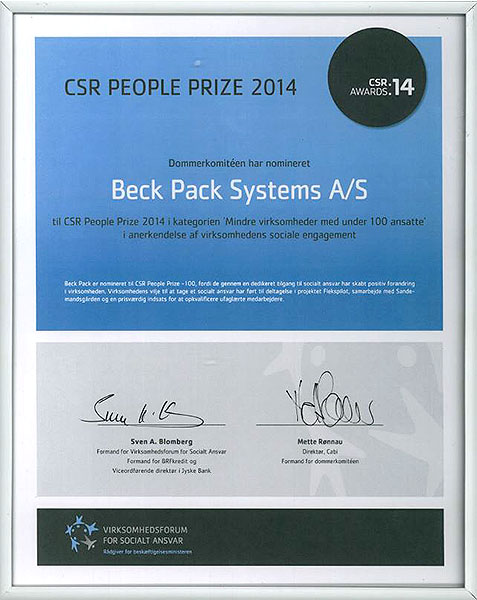 CSR PEOPLE PRIZE 2014
CSR
AWARDS.14
Dommerkomitéen har nomineret
Beck Pack Systems A/S
til CSR People Prize 2014 i kategorien 'Mindre virksomheder med under 100 ansatte'
i anerkendelse af virksomhedens sociale engagement
Beck Pack er nomineret til CSR People Prize -100, fordi de gennem en dedikeret tilgang til socialt ansvar har skabt positiv forandring
i virksomheden. Virksomhedens vilje til at tage et socialt ansvar har ført til deltagelse i projektet Flekspilot, samarbejde med Sande-
mandsgården og en prisværdig indsats for at opkvalificere ufaglærte medarbejdere.
Sven A. Blomberg
Formand for Virksomhedsforum for Socialt Ansvar
Formand for BRFkredit og
Viceordførende direktør i Jyske Bank
Mette Rønnau
Direktør, Cabi
Formand for dommerkomitéen
VIRKSOMHEDSFORUM
FOR SOCIALT ANSVAR
Rådgiver for beskæftigelsesministeren